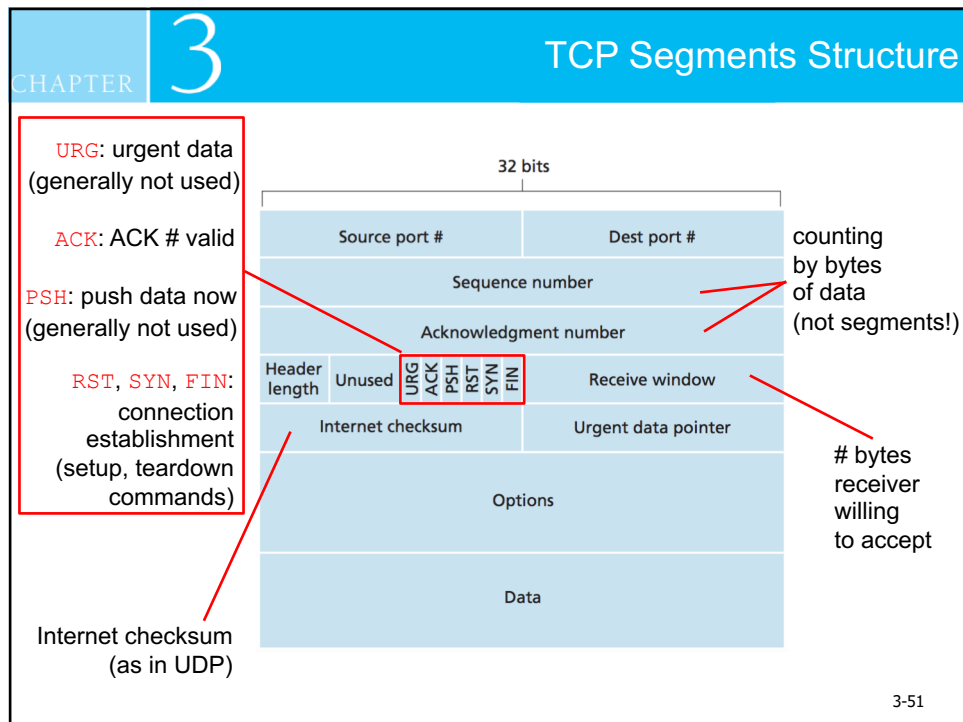 CHAPTER 3
TCP Segments Structure
URG: urgent data
(generally not used)
ACK: ACK # valid
PSH: push data now
(generally not used)
RST, SYN, FIN:
connection
establishment
(setup, teardown
commands)
32 bits
Source port #
Dest port #
Sequence number
Acknowledgment number
Header
length
Unused
URG
ACK
PSH
RST
SYN
FIN
Receive window
Internet checksum
Urgent data pointer
Options
Data
counting
by bytes
of data
(not segments!)
# bytes
receiver
willing
to accept
Internet checksum
(as in UDP)
3-51